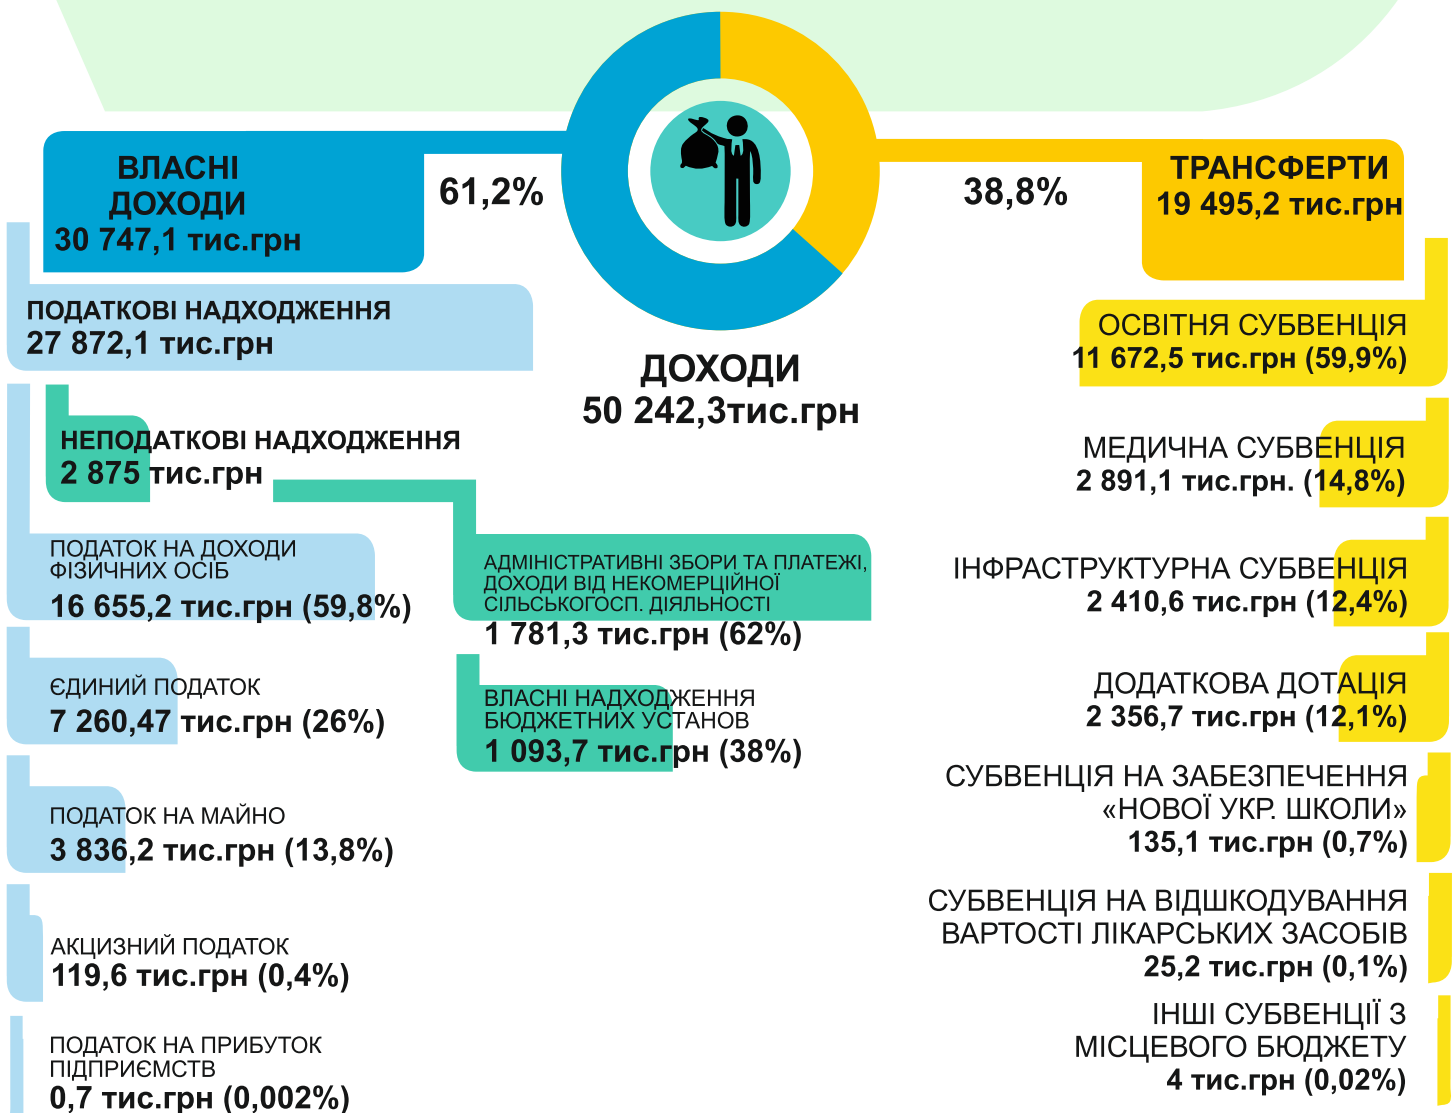 ВЛАСНІ
ДОХОДИ
30 747,1 тис.грн
61,2%
38,8%
ТРАНСФЕРТИ
19 495,2 тис.грн
ДОХОДИ
50 242,3тис.грн
ПОДАТКОВІ НАДХОДЖЕННЯ
27 872,1 тис.грн
НЕПОДАТКОВІ НАДХОДЖЕННЯ
2 875 тис.грн
ПОДАТОК НА ДОХОДИ
ФІЗИЧНИХ ОСІБ
16 655,2 тис.грн (59,8%)
ЄДИНИЙ ПОДАТОК
7 260,47 тис.грн (26%)
ПОДАТОК НА МАЙНО
3 836,2 тис.грн (13,8%)
АКЦИЗНИЙ ПОДАТОК
119,6 тис.грн (0,4%)
ПОДАТОК НА ПРИБУТОК
ПІДПРИЄМСТВ
0,7 тис.грн (0,002%)
АДМІНІСТРАТИВНІ ЗБОРИ ТА ПЛАТЕЖІ,
ДОХОДИ ВІД НЕКОМЕРЦІЙНОЇ
СІЛЬСЬКОГОСП. ДІЯЛЬНОСТІ
1 781,3 тис.грн (62%)
ВЛАСНІ НАДХОДЖЕННЯ
БЮДЖЕТНИХ УСТАНОВ
1 093,7 тис.грн (38%)
ОСВІТНЯ СУБВЕНЦІЯ
11 672,5 тис.грн (59,9%)
МЕДИЧНА СУБВЕНЦІЯ
2 891,1 тис.грн. (14,8%)
ІНФРАСТРУКТУРНА СУБВЕНЦІЯ
2 410,6 тис.грн (12,4%)
ДОДАТКОВА ДОТАЦІЯ
2 356,7 тис.грн (12,1%)
СУБВЕНЦІЯ НА ЗАБЕЗПЕЧЕННЯ
«НОВОЇ УКР. ШКОЛИ»
135,1 тис.грн (0,7%)
СУБВЕНЦІЯ НА ВІДШКОДУВАННЯ
ВАРТОСТІ ЛІКАРСЬКИХ ЗАСОБІВ
25,2 тис.грн (0,1%)
ІНШІ СУБВЕНЦІЇ З
МІСЦЕВОГО БЮДЖЕТУ
4 тис.грн (0,02%)